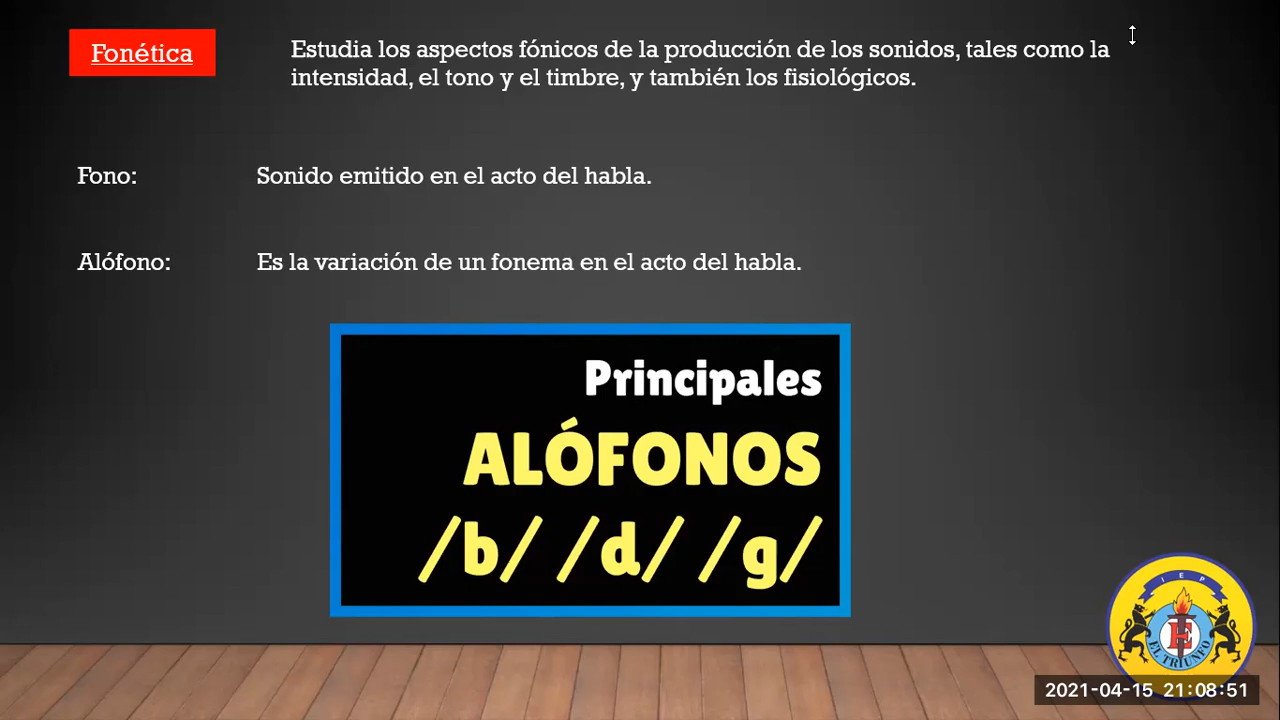 Fonética
Estudia los aspectos fónicos de la producción de los sonidos, tales como la
intensidad, el tono y el timbre, y también los fisiológicos.
Fono: Sonido emitido en el acto del habla.
Alófono: Es la variación de un fonema en el acto del habla.
Principales
ALÓFONOS
/b/ /d/ /g/
I E P
E
EL TRIUNFO
2021-04-15 21:08:51